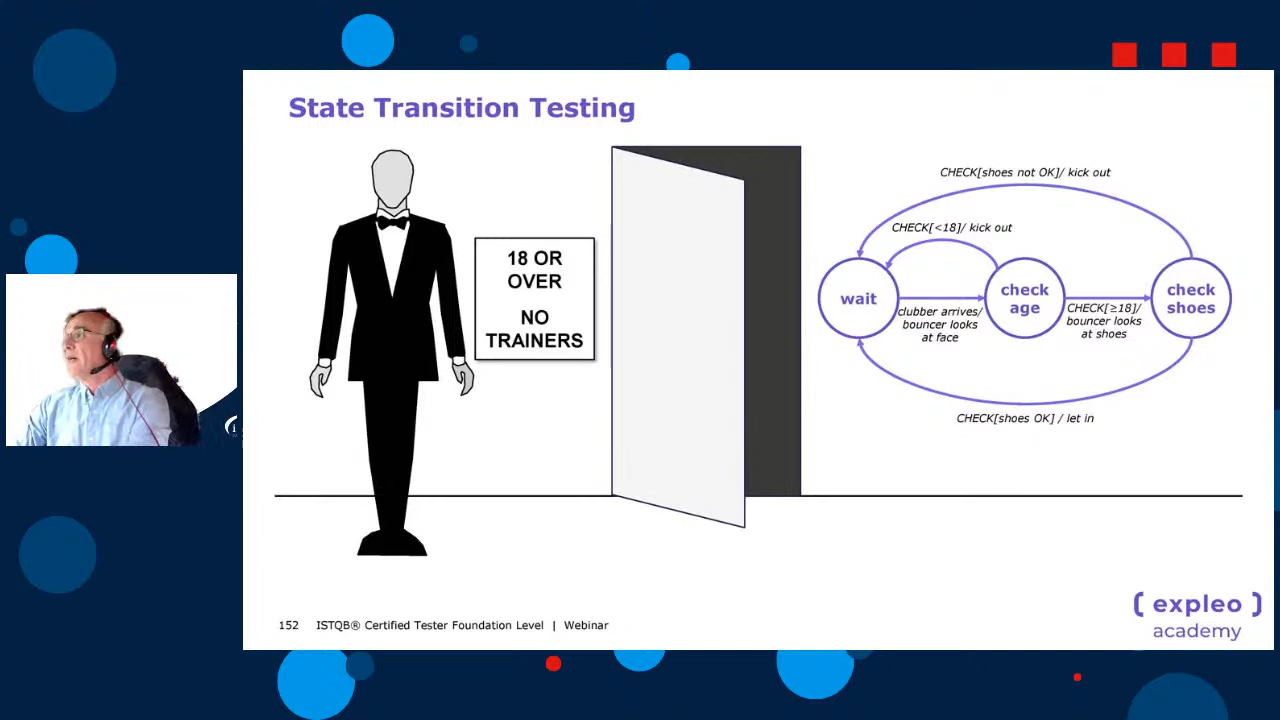 State Transition Testing
18 OR
OVER
NO
TRAINERS
CHECK[shoes not OK]/ kick out
CHECK[<18]/ kick out
wait
check
age
check
shoes
clubber arrives/
bouncer looks
at face
CHECK[≥18]/
bouncer looks
at shoes
CHECK[shoes OK] / let in
152 ISTQB® Certified Tester Foundation Level | Webinar
( expleo )
academy